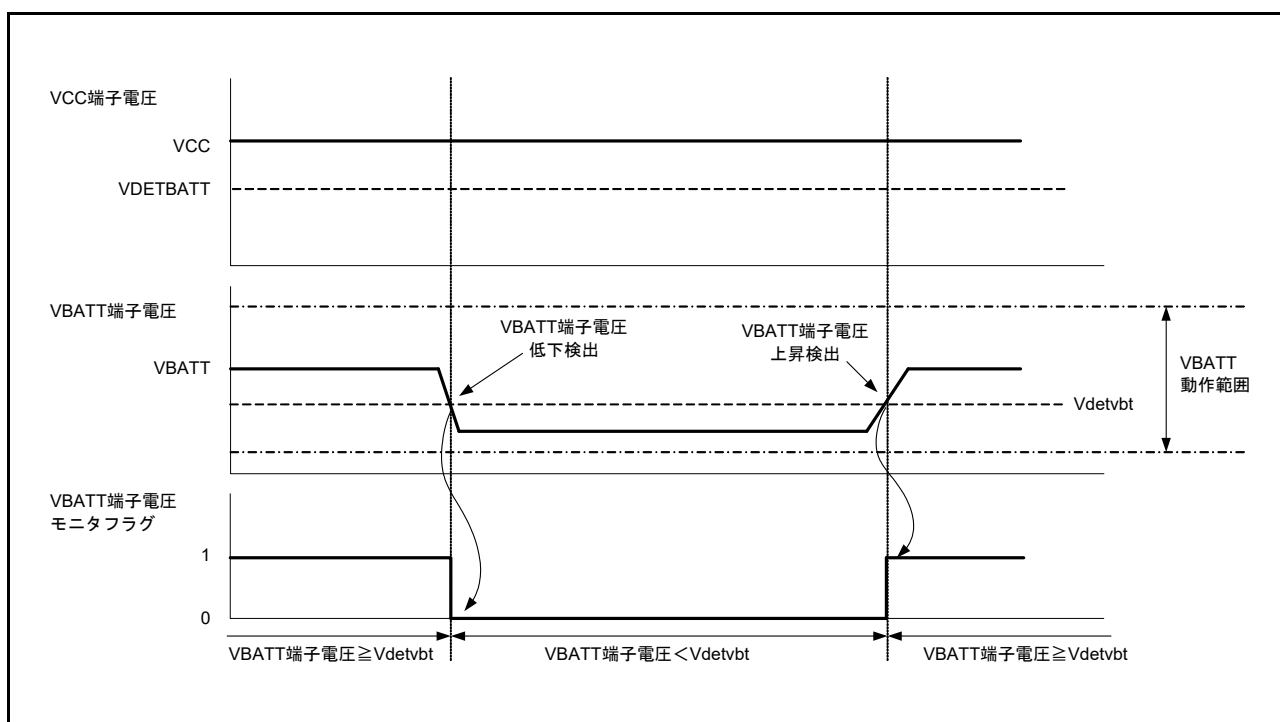 VCC端子電圧
VCC
VDETBATT
VBATT端子電圧
VBATT端子電圧
低下検出
VBATT端子電圧
上昇検出
VBATT
動作範囲
VBATT
Vdetvbt
VBATT端子電圧
モニタフラグ
1
0
VBATT端子電圧≧Vdetvbt
VBATT端子電圧＜Vdetvbt
VBATT端子電圧≧Vdetvbt